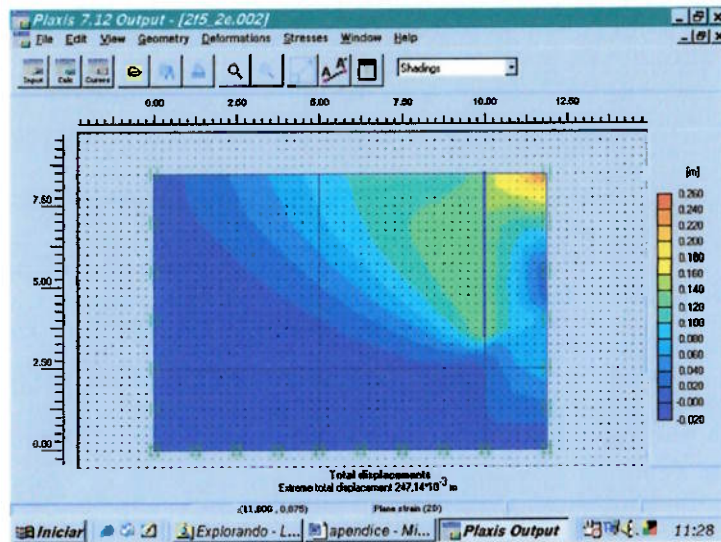 Plaxis 7.12 Output - [2f5_2e.002]
File Edit View Geometry Deformations Stresses Window Help
Input Calc Curves A A* Shadings
0.00 2.50 5.00 7.50 10.00 12.50
7.50
5.00
2.50
0.00
[m]
0.260
0.240
0.220
0.200
0.180
0.160
0.140
0.120
0.100
0.080
0.060
0.040
0.020
-0.000
-0.020
Total displacements
Extreme total displacement 247,14*10-3 m
Plane strain (2D)
Iniciar Explorando - L... apendice - Mi... Plaxis Output 11:28